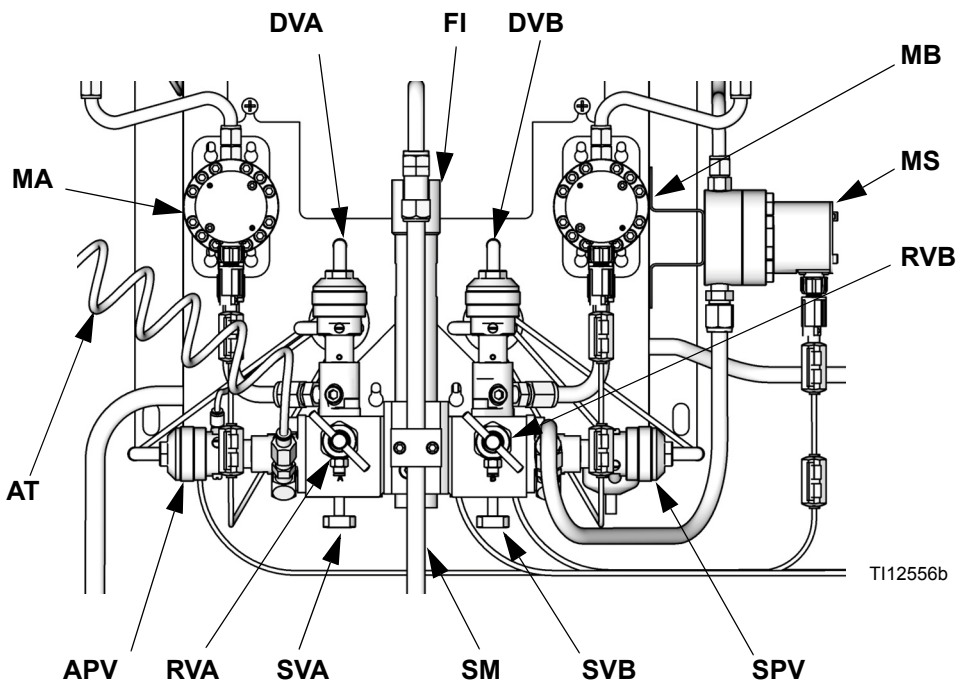 DVA
FI
DVB
MB
MA
MS
RVB
AT
TI12556b
APV
RVA
SVA
SM
SVB
SPV